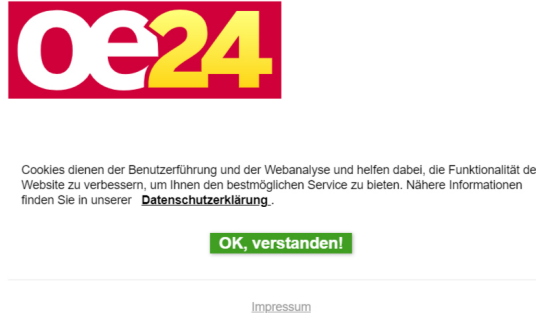 oe24
Cookies dienen der Benutzerführung und der Webanalyse und helfen dabei, die Funktionalität de
Website zu verbessern, um Ihnen den bestmöglichen Service zu bieten. Nähere Informationen
finden Sie in unserer Datenschutzerklärung .
OK, verstanden!
Impressum